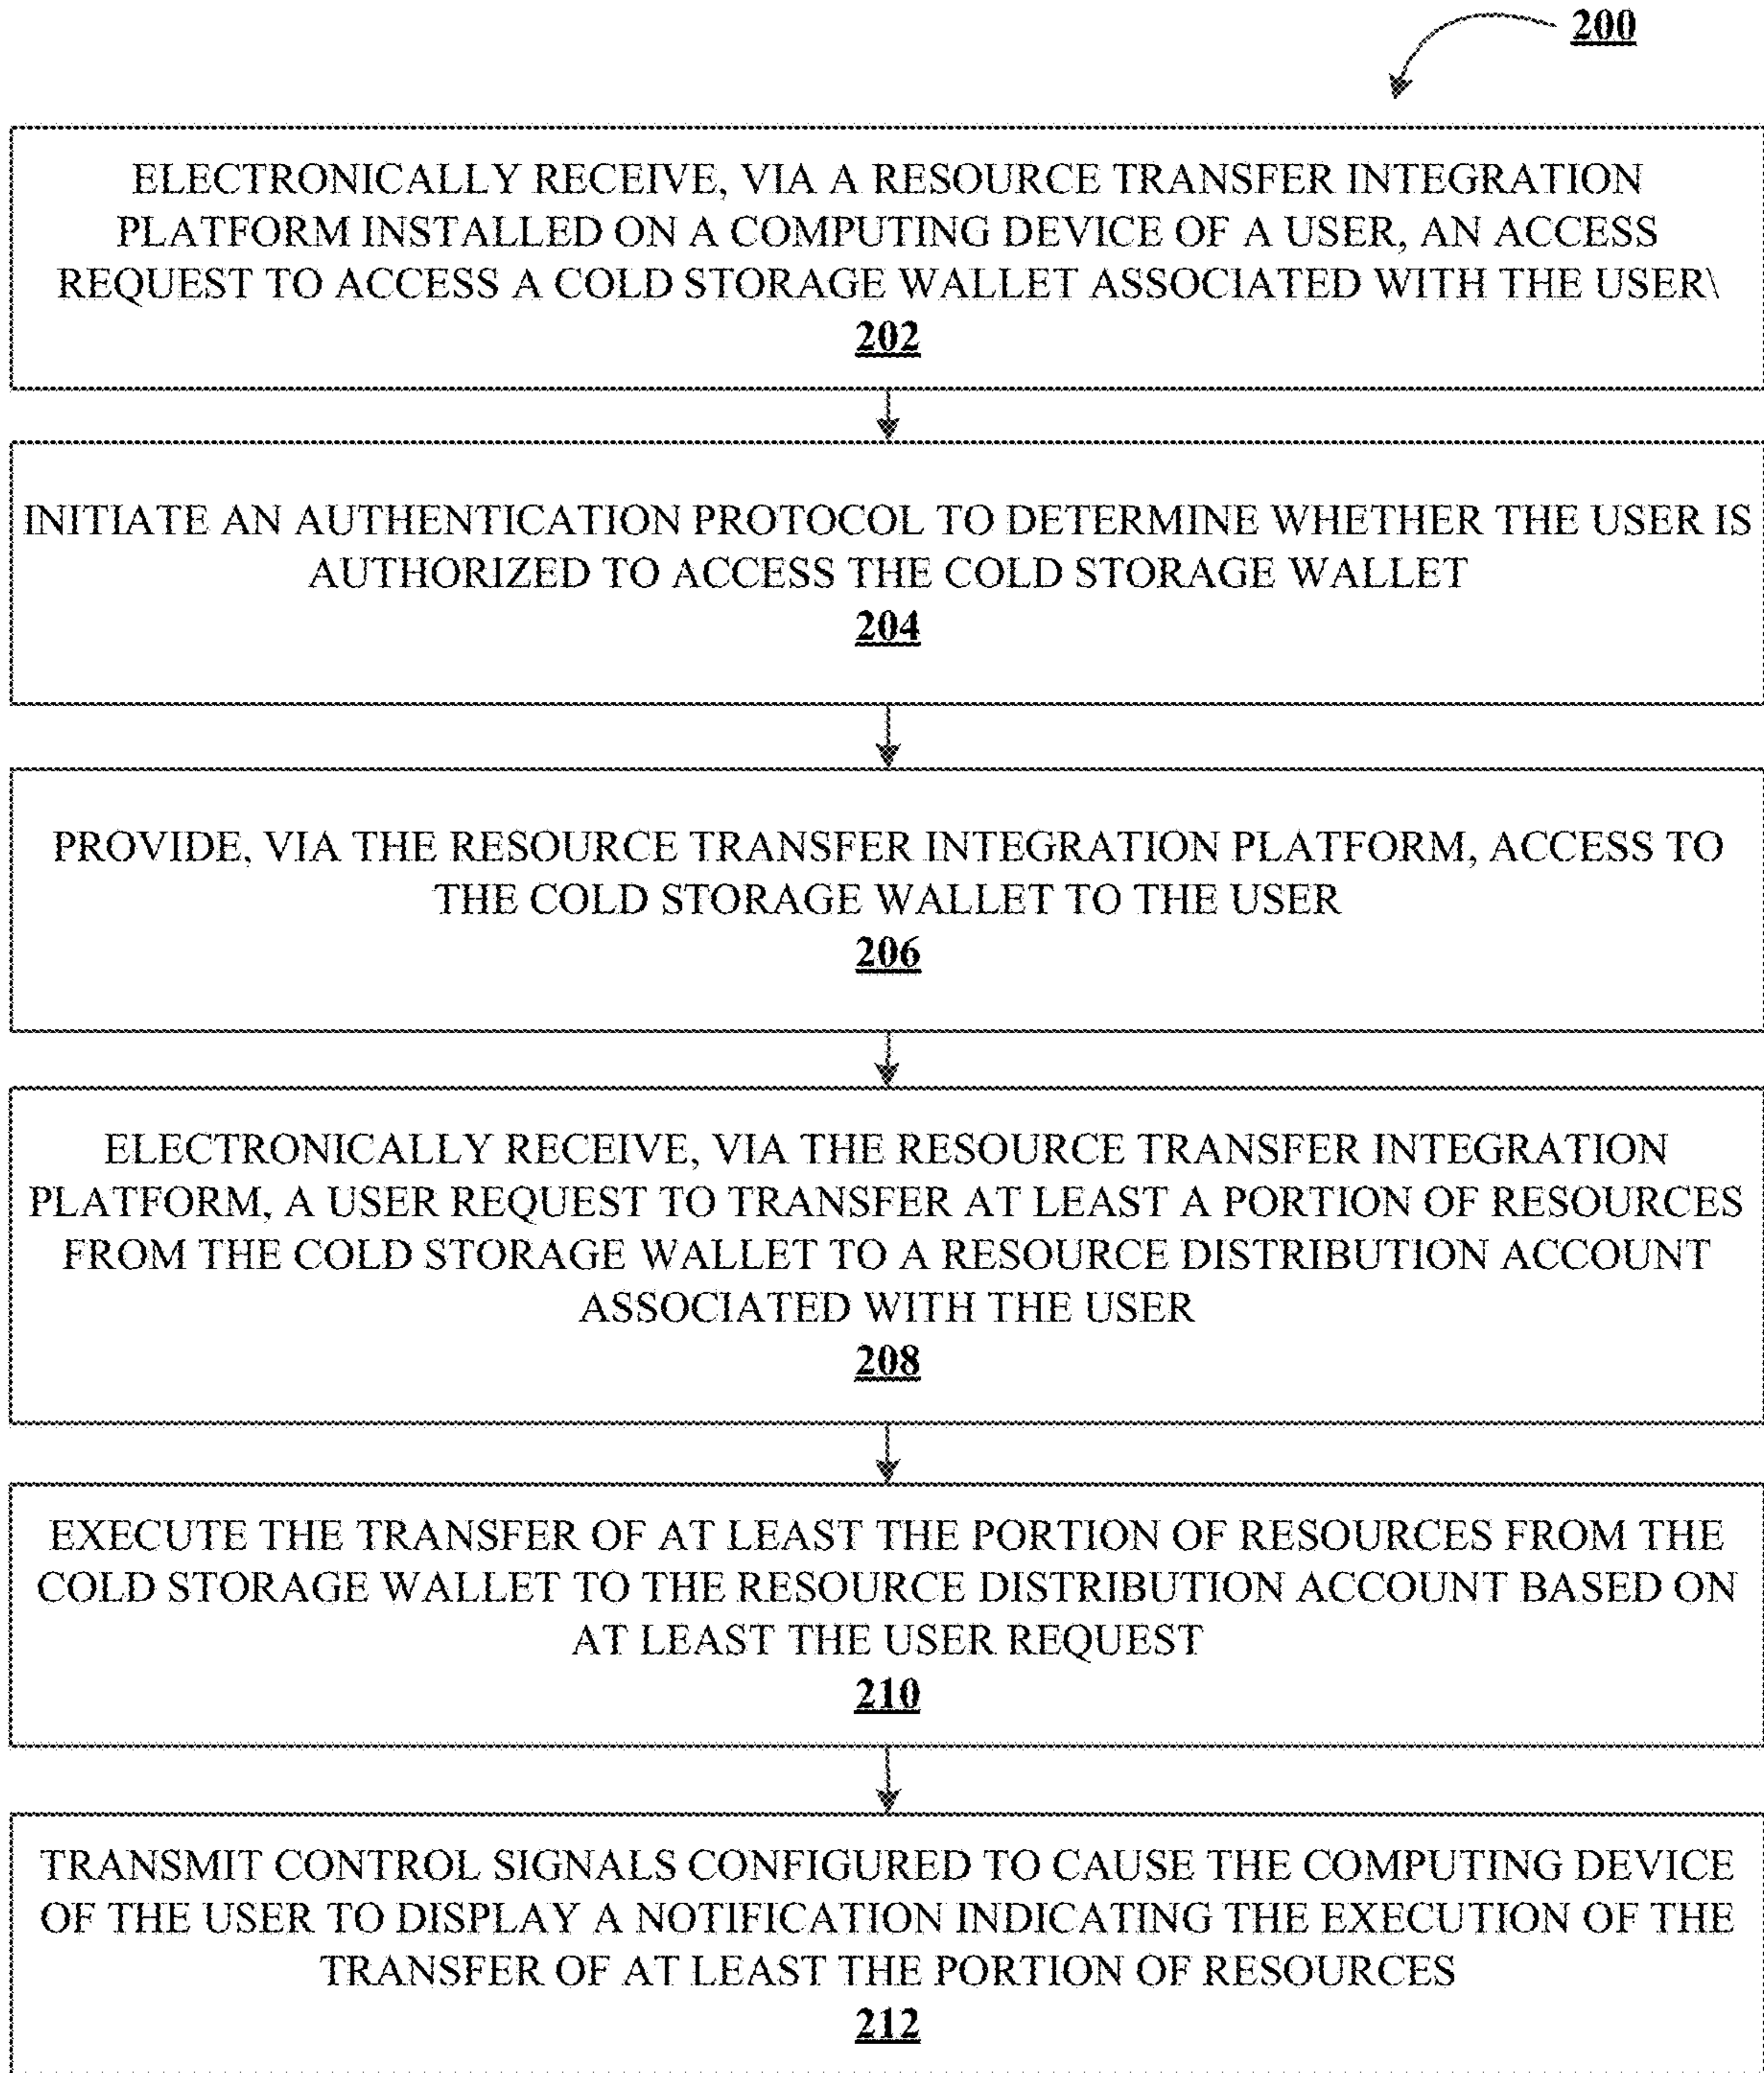 200
ELECTRONICALLY RECEIVE, VIA A RESOURCE TRANSFER INTEGRATION
PLATFORM INSTALLED ON A COMPUTING DEVICE OF A USER, AN ACCESS
REQUEST TO ACCESS A COLD STORAGE WALLET ASSOCIATED WITH THE USER\
202
INITIATE AN AUTHENTICATION PROTOCOL TO DETERMINE WHETHER THE USER IS
AUTHORIZED TO ACCESS THE COLD STORAGE WALLET
204
PROVIDE, VIA THE RESOURCE TRANSFER INTEGRATION PLATFORM, ACCESS TO
THE COLD STORAGE WALLET TO THE USER
206
ELECTRONICALLY RECEIVE, VIA THE RESOURCE TRANSFER INTEGRATION
PLATFORM, A USER REQUEST TO TRANSFER AT LEAST A PORTION OF RESOURCES
FROM THE COLD STORAGE WALLET TO A RESOURCE DISTRIBUTION ACCOUNT
ASSOCIATED WITH THE USER
208
EXECUTE THE TRANSFER OF AT LEAST THE PORTION OF RESOURCES FROM THE
COLD STORAGE WALLET TO THE RESOURCE DISTRIBUTION ACCOUNT BASED ON
AT LEAST THE USER REQUEST
210
TRANSMIT CONTROL SIGNALS CONFIGURED TO CAUSE THE COMPUTING DEVICE
OF THE USER TO DISPLAY A NOTIFICATION INDICATING THE EXECUTION OF THE
TRANSFER OF AT LEAST THE PORTION OF RESOURCES
212